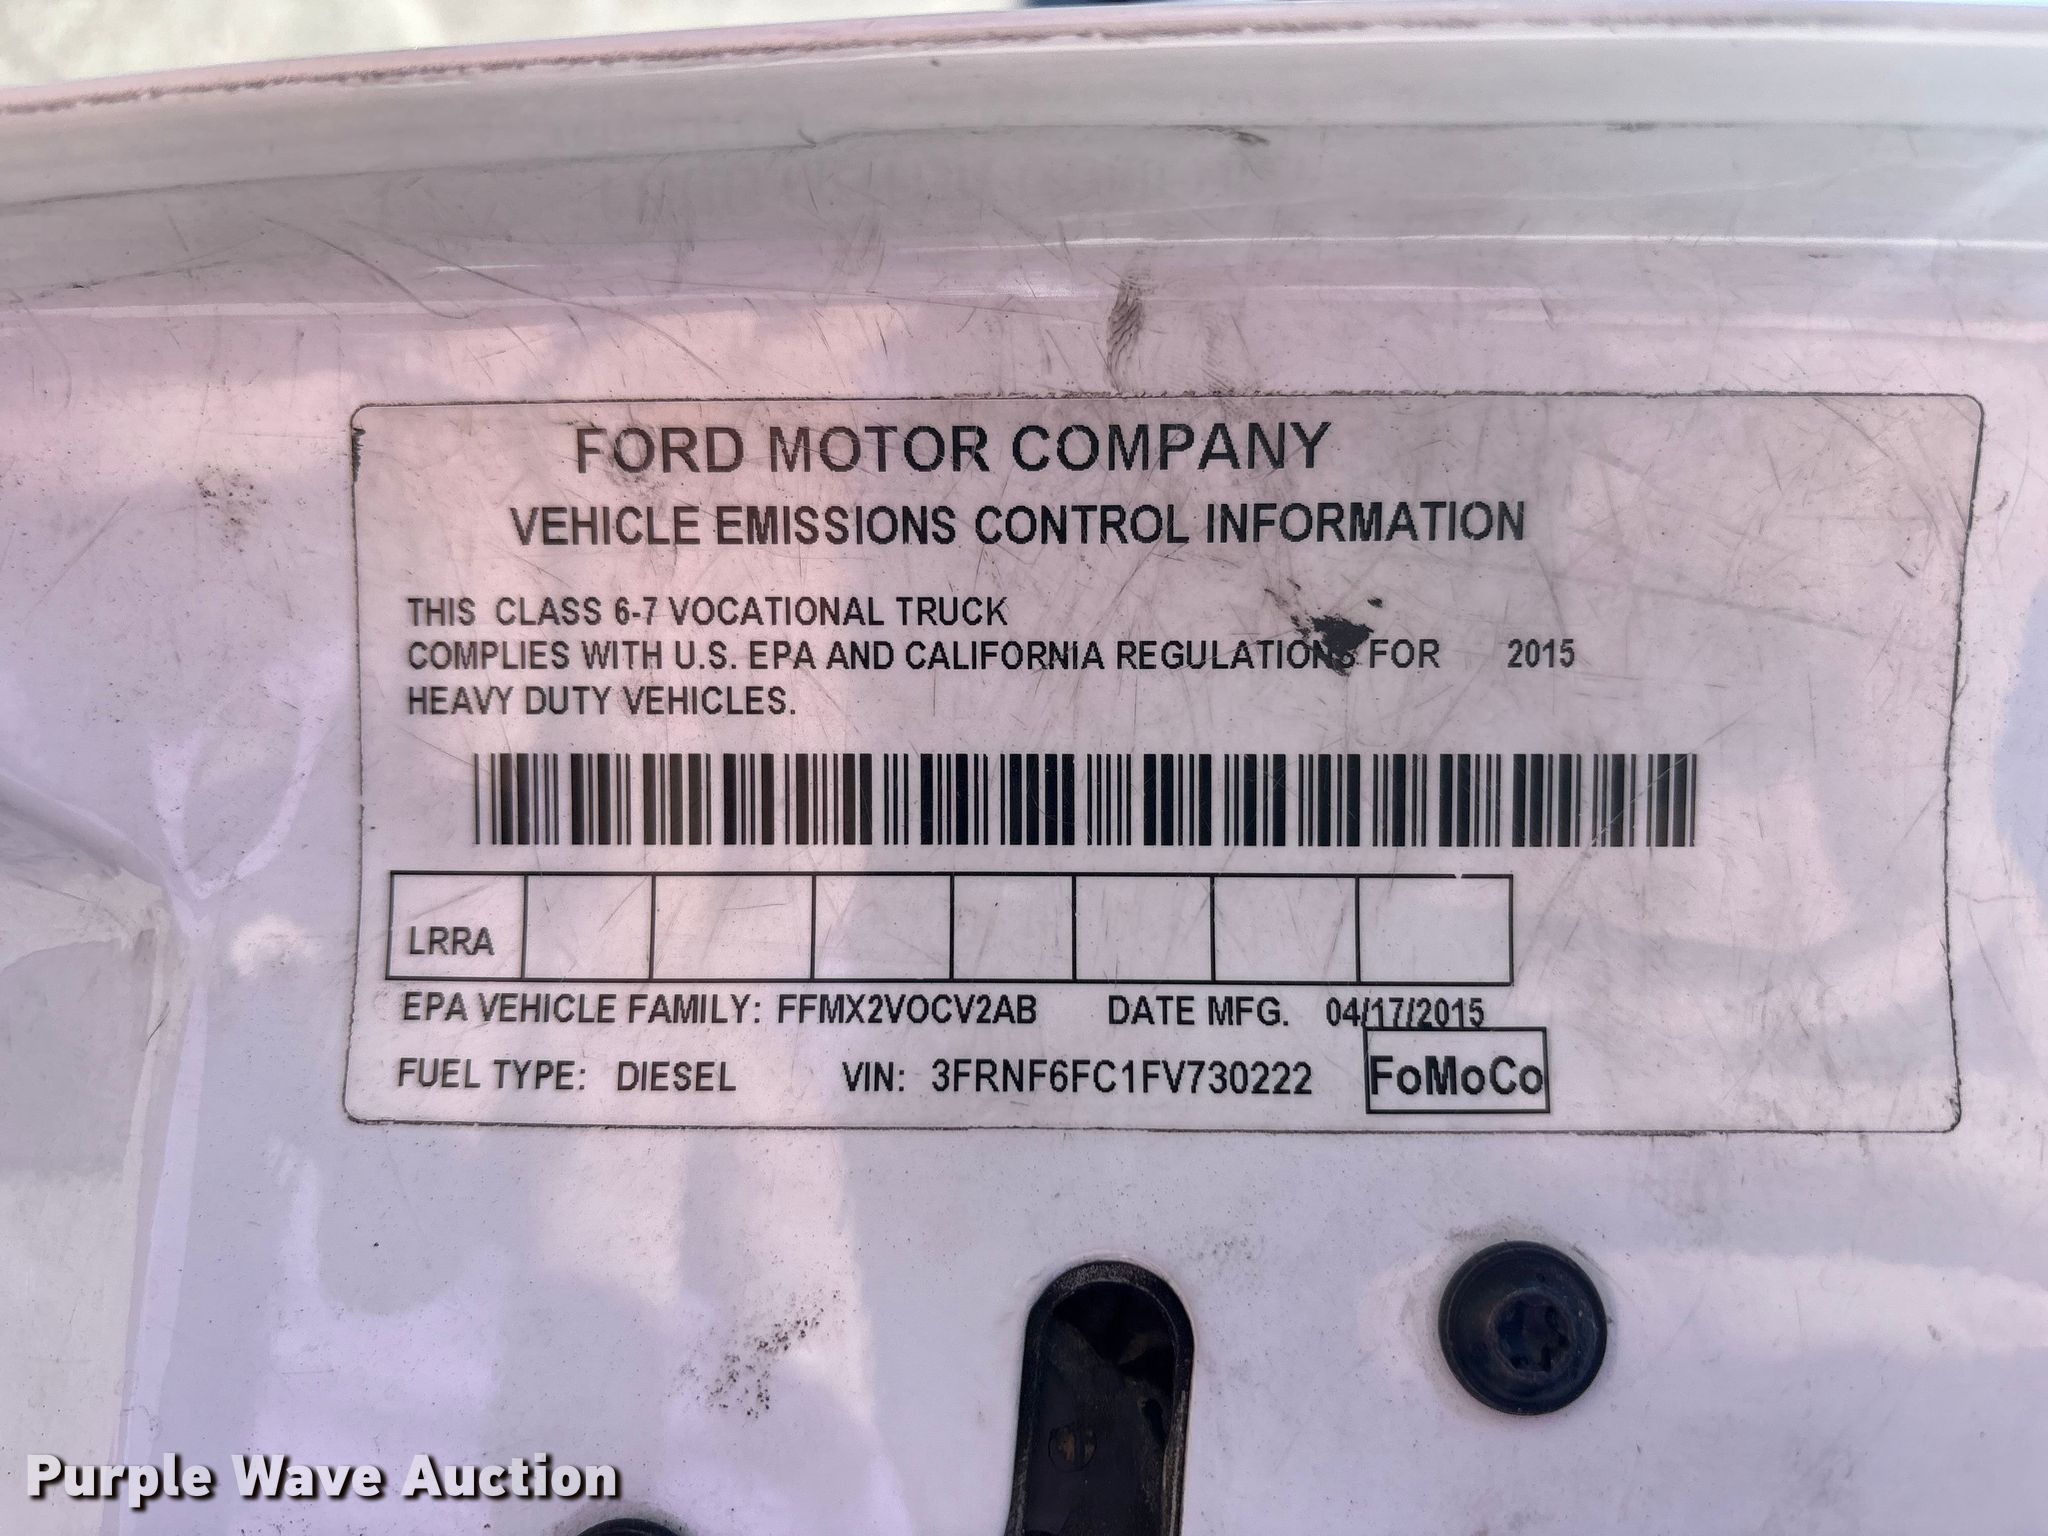 FORD MOTOR COMPANY
VEHICLE EMISSIONS CONTROL INFORMATION
THIS CLASS 6-7 VOCATIONAL TRUCK
COMPLIES WITH U.S. EPA AND CALIFORNIA REGULATIONS FOR 2015
HEAVY DUTY VEHICLES.
LRRA
EPA VEHICLE FAMILY: FFMX2VOCV2AB DATE MFG. 04/17/2015
FUEL TYPE: DIESEL VIN: 3FRNF6FC1FV730222 FoMoCo
Purple Wave Auction